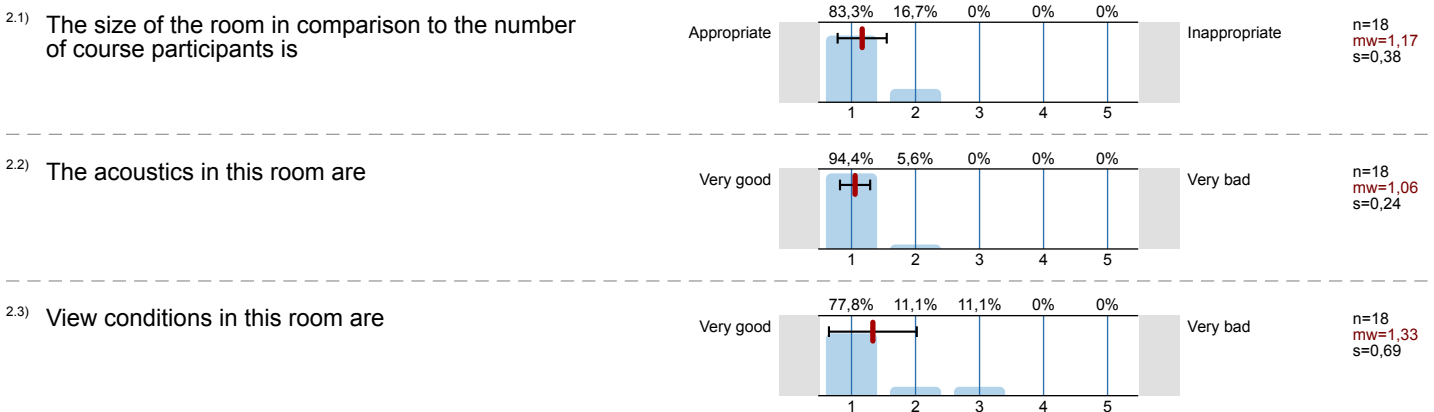 2.1) The size of the room in comparison to the number
of course participants is
83,3% 16,7% 0% 0% 0%
Appropriate Inappropriate
n=18
mw=1,17
s=0,38
1 2 3 4 5
2.2) The acoustics in this room are
94,4% 5,6% 0% 0% 0%
Very good Very bad
n=18
mw=1,06
s=0,24
1 2 3 4 5
2.3) View conditions in this room are
77,8% 11,1% 11,1% 0% 0%
Very good Very bad
n=18
mw=1,33
s=0,69
1 2 3 4 5